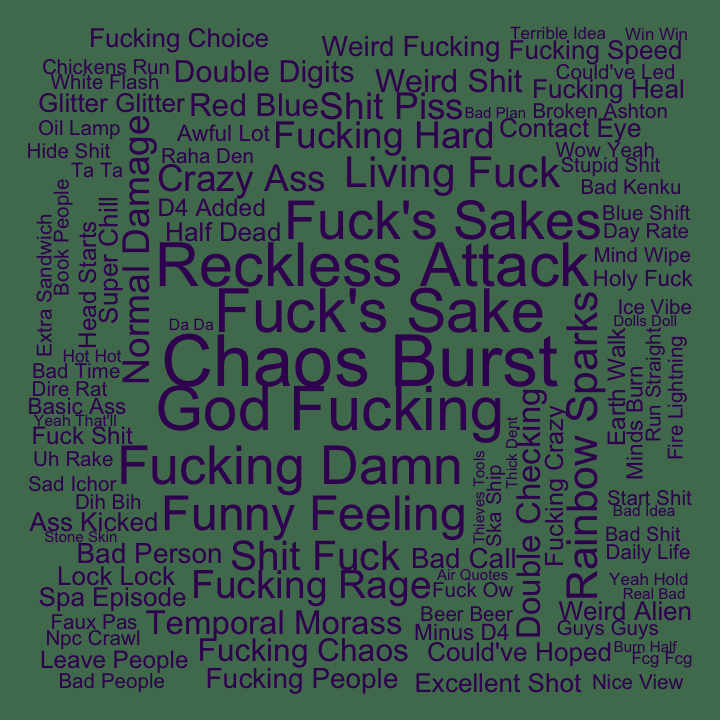 Fucking Choice
Weird Fucking
Terrible Idea
Win Win
Fucking Speed
Chickens Run
White Flash
Double Digits
Weird Shit
Could've Led
Fucking Heal
Glitter Glitter
Red Blue
Shit Piss
Bad Plan
Broken Ashton
Oil Lamp
Awful Lot
Fucking Hard
Contact Eye
Hide Shit
Raha Den
Wow Yeah
Ta Ta
Normal Damage
Crazy Ass
Living Fuck
Stupid Shit
Bad Kenku
D4 Added
Fuck's Sakes
Blue Shift
Half Dead
Day Rate
Extra Sandwich
Book People
Head Starts
Super Chill
Reckless Attack
Mind Wipe
Holy Fuck
Da Da
Fuck's Sake
Ice Vibe
Dolls Doll
Rainbow Sparks
Earth Walk
Minds Burn
Run Straight
Fire Lightning
Hot Hot
Bad Time
Chaos Burst
Dire Rat
Basic Ass
God Fucking
Yeah That'll
Fuck Shit
Uh Rake
Fucking Damn
Thieves Tools
Ska Ship
Thick Dent
Double Checking
Fucking Crazy
Sad Ichor
Dih Bih
Ass Kicked
Funny Feeling
Start Shit
Bad Idea
Stone Skin
Bad Person
Shit Fuck
Bad Call
Bad Shit
Daily Life
Lock Lock
Fucking Rage
Air Quotes
Fuck Ow
Yeah Hold
Real Bad
Spa Episode
Faux Pas
Temporal Morass
Beer Beer
Minus D4
Weird Alien
Guys Guys
Npc Crawl
Leave People
Fucking Chaos
Could've Hoped
Burn Half
Fcg Fcg
Bad People
Fucking People
Excellent Shot
Nice View